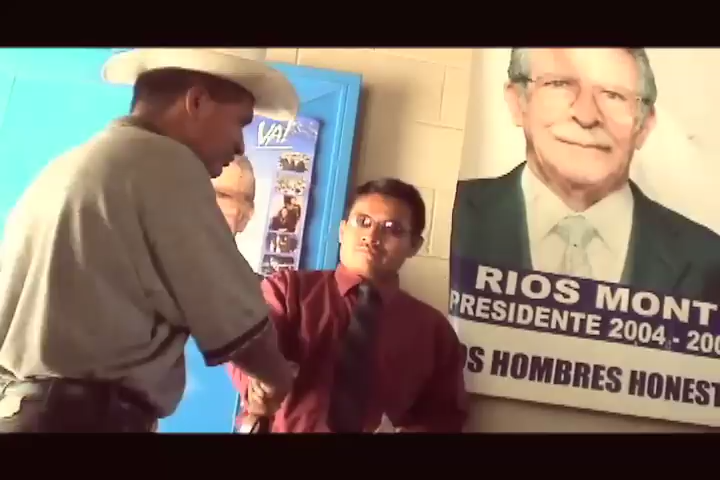 VA!
RIOS MONT
PRESIDENTE 2004 - 200
OS HOMBRES HONEST